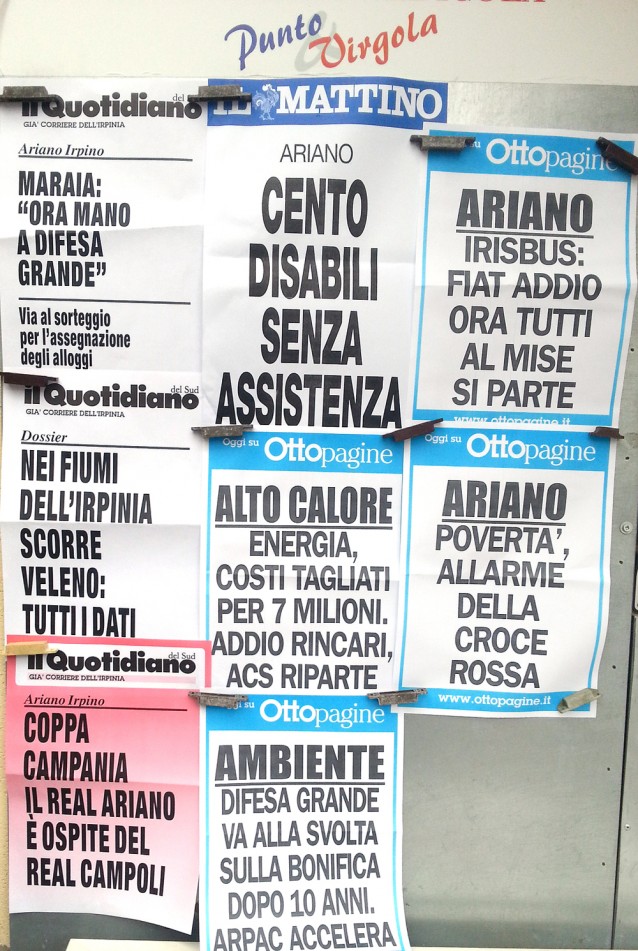 Punto & Virgola
il Quotidiano del Sud
GIA' CORRIERE DELL'IRPINIA
Ariano Irpino
MARAIA:
"ORA MANO
A DIFESA
GRANDE"
Via al sorteggio
per l'assegnazione
degli alloggi
IL MATTINO
ARIANO
CENTO
DISABILI
SENZA
ASSISTENZA
su Ottopagine
ARIANO
IRISBUS:
FIAT ADDIO
ORA TUTTI
AL MISE
SI PARTE
www.ottopagine.it
il Quotidiano del Sud
GIA' CORRIERE DELL'IRPINIA
Dossier
NEI FIUMI
DELL'IRPINIA
SCORRE
VELENO:
TUTTI I DATI
Oggi su Ottopagine
ALTO CALORE
ENERGIA,
COSTI TAGLIATI
PER 7 MILIONI.
ADDIO RINCARI,
ACS RIPARTE
Oggi su Ottopagine
ARIANO
POVERTA',
ALLARME
DELLA
CROCE
ROSSA
www.ottopagine.it
il Quotidiano del Sud
GIA' CORRIERE DELL'IRPINIA
Ariano Irpino
COPPA
CAMPANIA
IL REAL ARIANO
È OSPITE DEL
REAL CAMPOLI
su Ottopagine
AMBIENTE
DIFESA GRANDE
VA ALLA SVOLTA
SULLA BONIFICA
DOPO 10 ANNI.
ARPAC ACCELERA